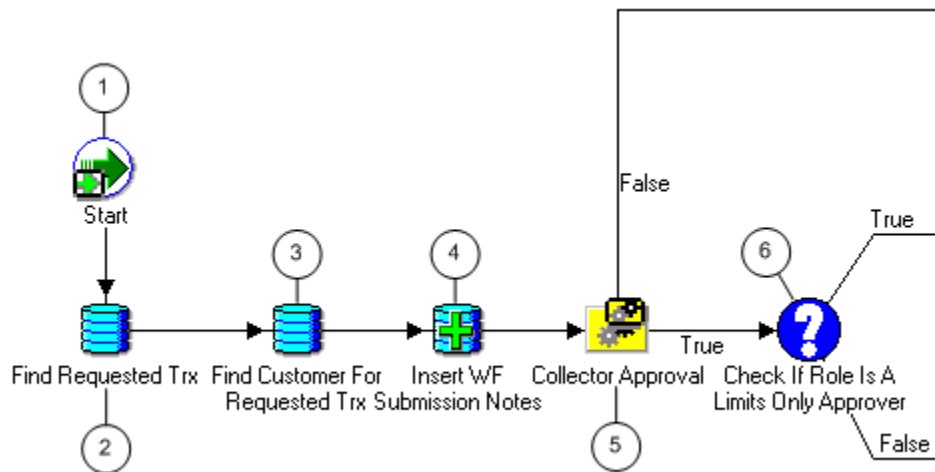 1
Start
False
True
3
4
6
True
Find Requested Trx
Find Customer For
Requested Trx
Insert WF
Submission Notes
Collector Approval
Check If Role Is A
Limits Only Approver
False
2
5